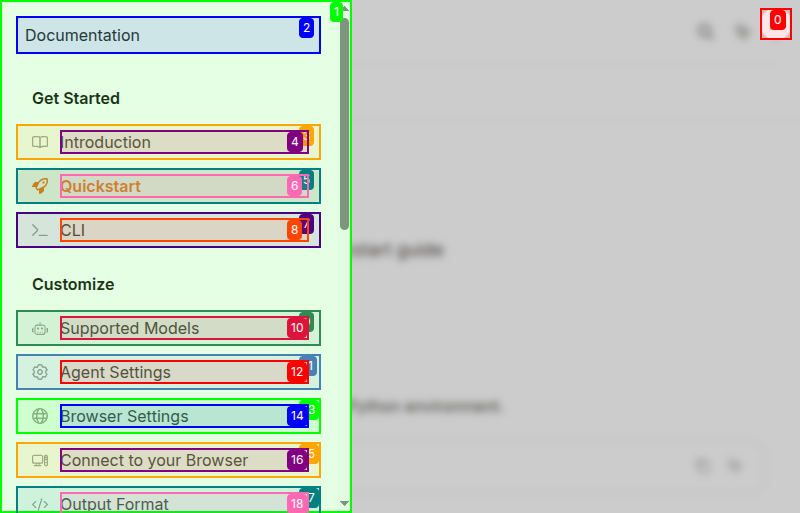 1
0
Documentation 2
Get Started
Introduction 4
Quickstart 6
CLI 8
Customize
Supported Models 10
Agent Settings 12
Browser Settings 14
Connect to your Browser 16
Output Format 18
start guide
Python environment.